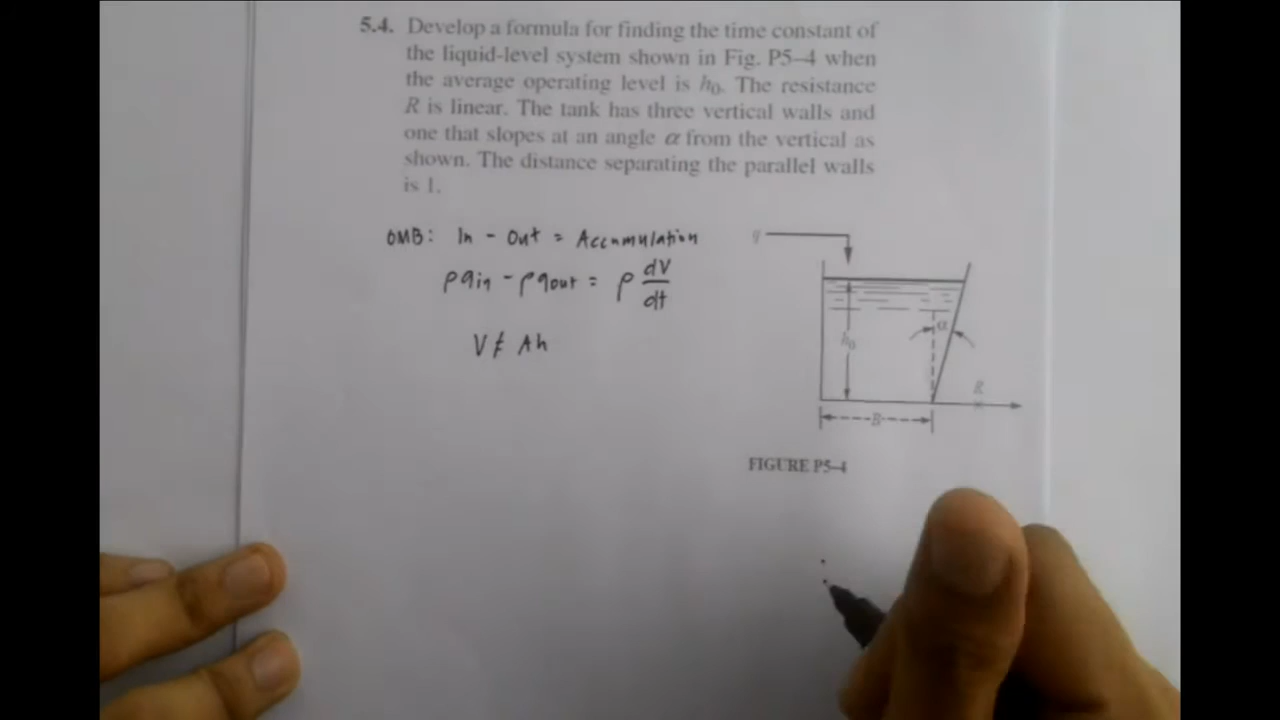 5.4. Develop a formula for finding the time constant of
the liquid-level system shown in Fig. P5–4 when
the average operating level is h₀. The resistance
R is linear. The tank has three vertical walls and
one that slopes at an angle α from the vertical as
shown. The distance separating the parallel walls
is 1.
OMB: In - Out = Accumulation
ρqin - ρqout = ρ dV/dt
V ≠ Ah
q
α
h₀
R
B
FIGURE P5–4